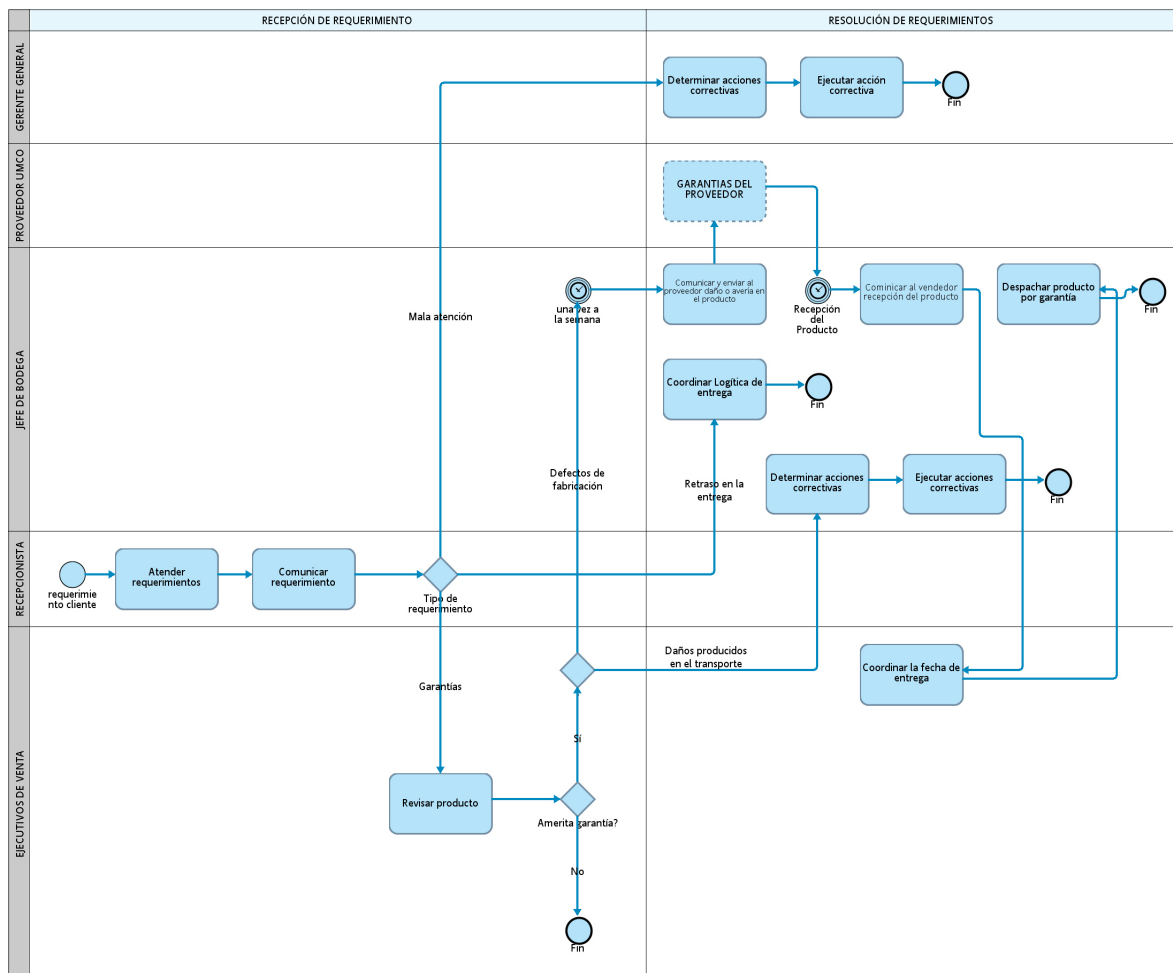 RECEPCIÓN DE REQUERIMIENTO
RESOLUCIÓN DE REQUERIMIENTOS
GERENTE GENERAL
Determinar acciones
correctivas
Ejecutar acción
correctiva
Fin
PROVEEDOR UMCO
GARANTIAS DEL
PROVEEDOR
JEFE DE BODEGA
Mala atención
una vez a
la semana
Comunicar y enviar al
proveedor daño o avería en
el producto
Recepción
del
Producto
Cominicar al vendedor
recepción del producto
Despachar producto
por garantía
Fin
Coordinar Logítica de
entrega
Fin
Defectos de
fabricación
Retraso en la
entrega
Determinar acciones
correctivas
Ejecutar acciones
correctivas
Fin
RECEPCIONISTA
requerimie
nto cliente
Atender
requerimientos
Comunicar
requerimiento
Tipo de
requerimiento
EJECUTIVOS DE VENTA
Garantías
Daños producidos
en el transporte
Coordinar la fecha de
entrega
Sí
Revisar producto
Amerita garantía?
No
Fin